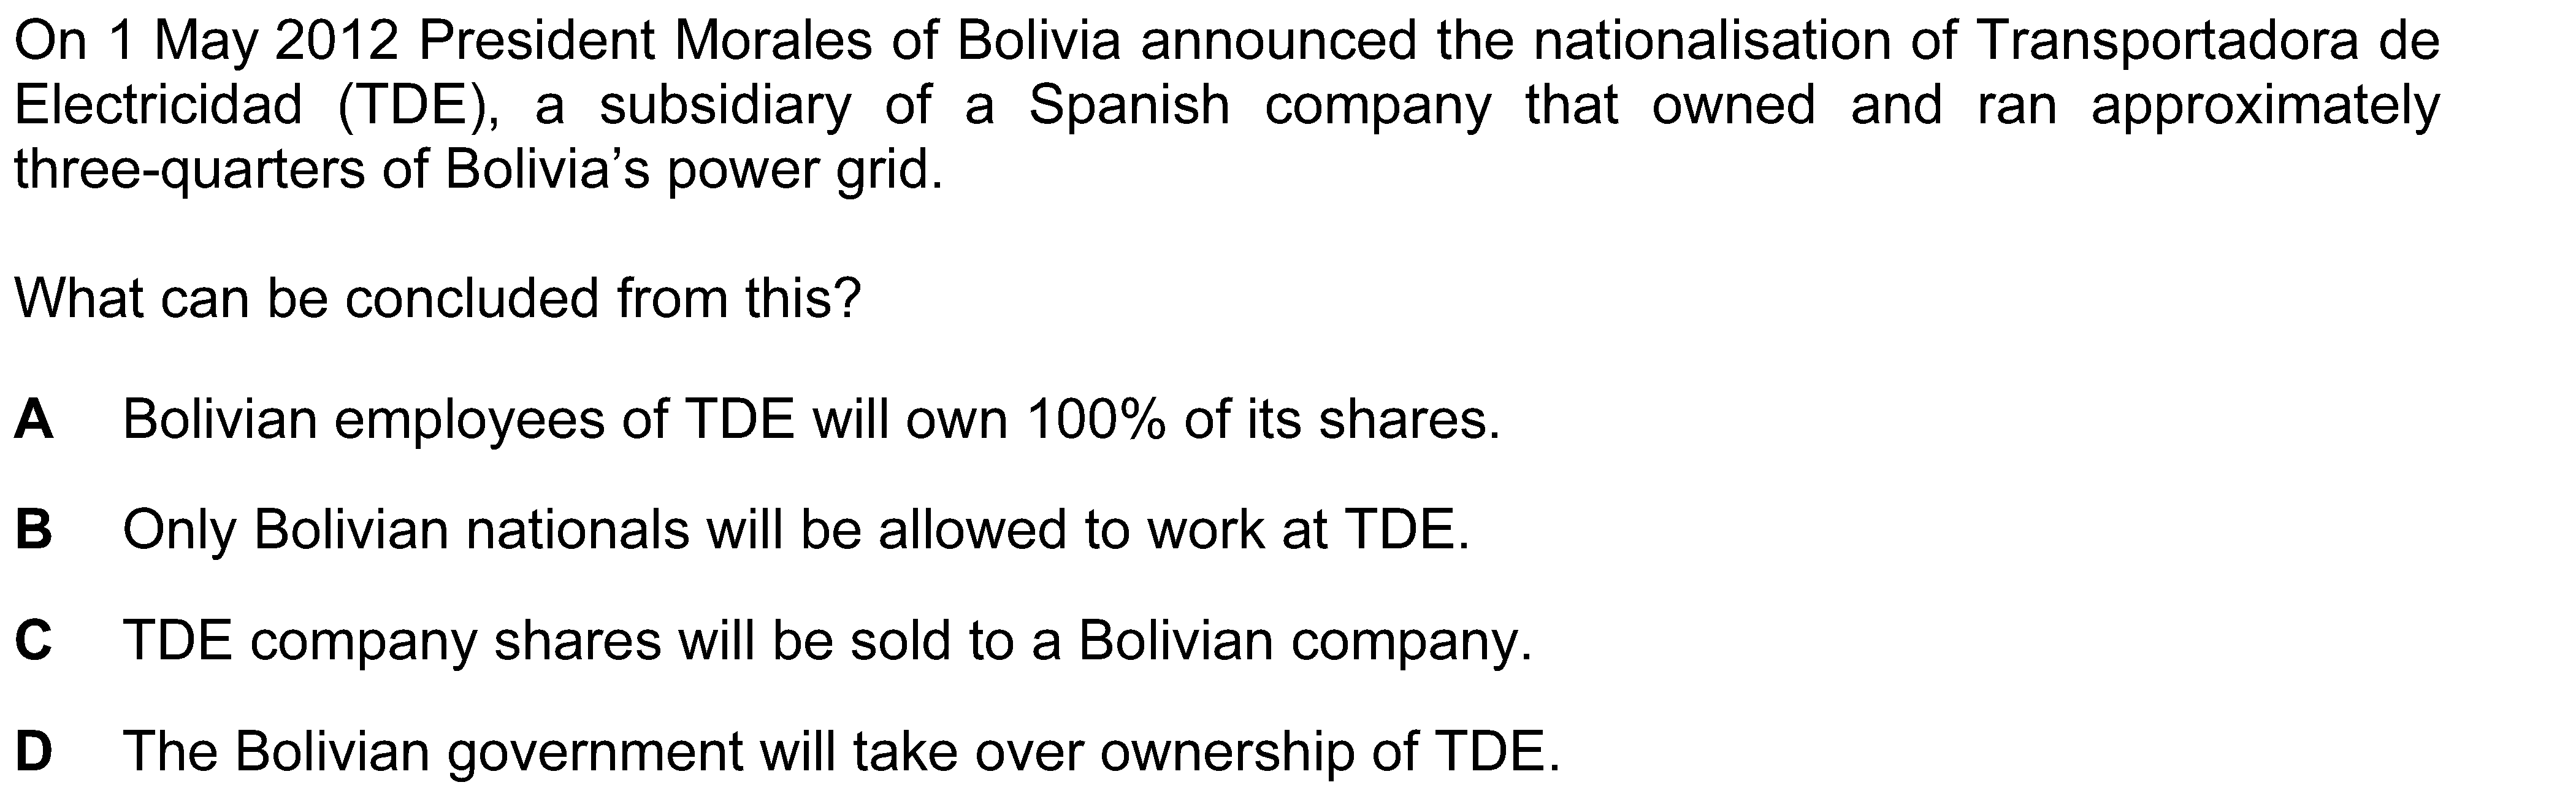 On 1 May 2012 President Morales of Bolivia announced the nationalisation of Transportadora de
Electricidad (TDE), a subsidiary of a Spanish company that owned and ran approximately
three-quarters of Bolivia’s power grid.
What can be concluded from this?
A Bolivian employees of TDE will own 100% of its shares.
B Only Bolivian nationals will be allowed to work at TDE.
C TDE company shares will be sold to a Bolivian company.
D The Bolivian government will take over ownership of TDE.